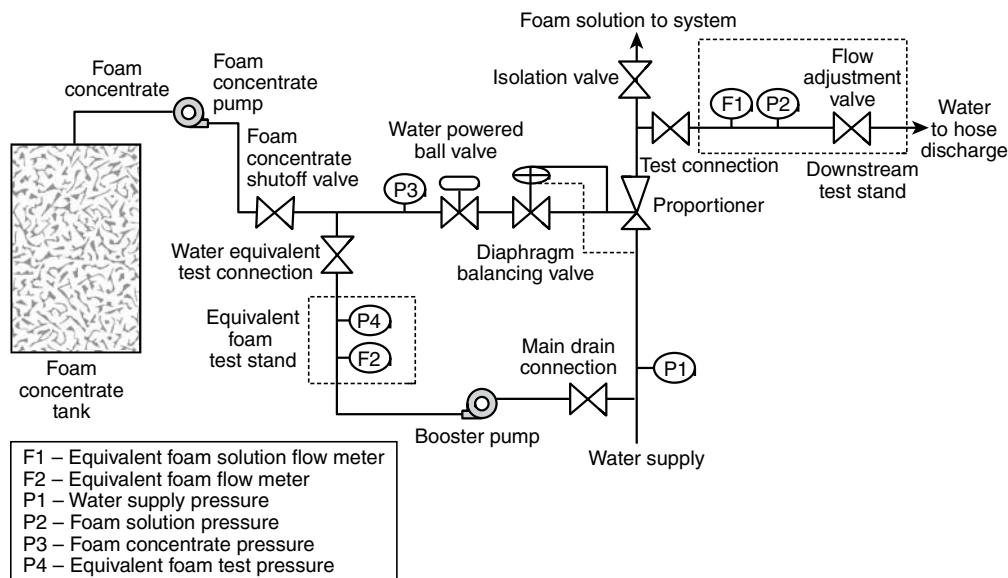 Foam solution to system
Foam
concentrate
Foam
concentrate
pump
Isolation valve
Flow
adjustment
valve
F1
P2
Water
to hose
discharge
Water powered
ball valve
Foam
concentrate
shutoff valve
Test connection
Downstream
test stand
P3
Proportioner
Water equivalent
test connection
Diaphragm
balancing valve
Equivalent
foam
test stand
P4
F2
Main drain
connection
P1
Foam
concentrate
tank
Booster pump
Water supply
F1 – Equivalent foam solution flow meter
F2 – Equivalent foam flow meter
P1 – Water supply pressure
P2 – Foam solution pressure
P3 – Foam concentrate pressure
P4 – Equivalent foam test pressure